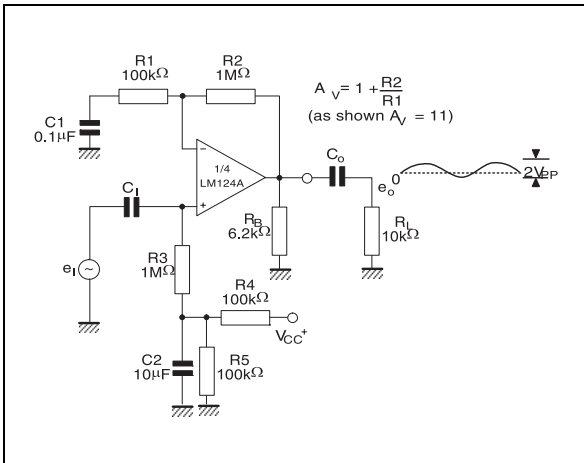 R1
100kΩ
R2
1MΩ
A V = 1 + R2
R1
(as shown A V = 11)
C1
0.1μF
1/4
LM124A
CI
Co
eo
0
2VPP
RB
6.2kΩ
RL
10kΩ
eI
~
R3
1MΩ
R4
100kΩ
VCC+
C2
10μF
R5
100kΩ